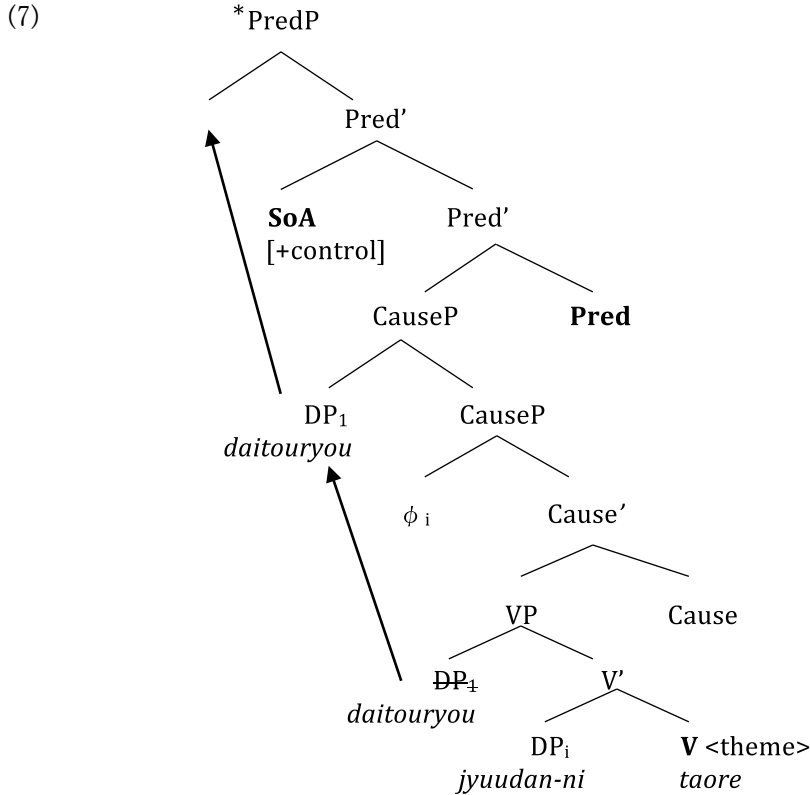 (7)
*PredP
Pred’
SoA
Pred’
[+control]
CauseP
Pred
DP1
CauseP
daitouryou
ϕ i
Cause’
VP
Cause
DP1
V’
daitouryou
DPi
V <theme>
jyuudan-ni
taore